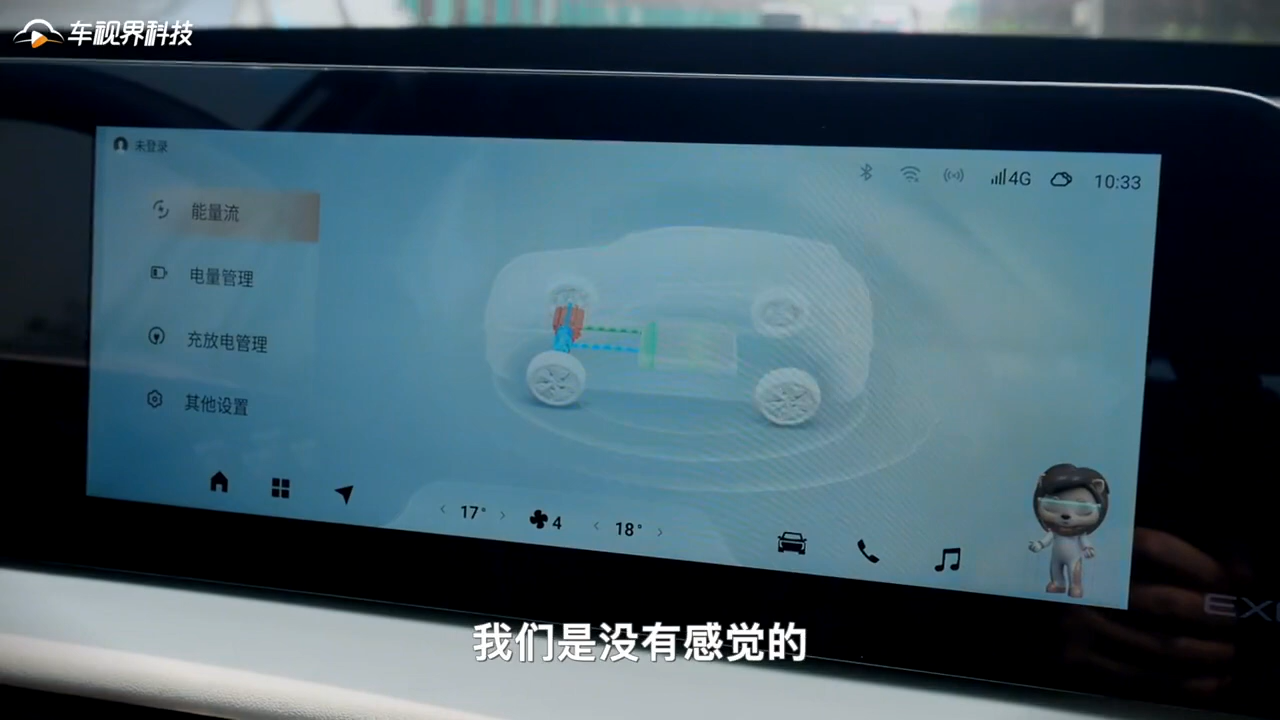 车视界科技
未登录
4G
10:33
能量流
电量管理
充放电管理
其他设置
17°
4
18°
EX
我们是没有感觉的